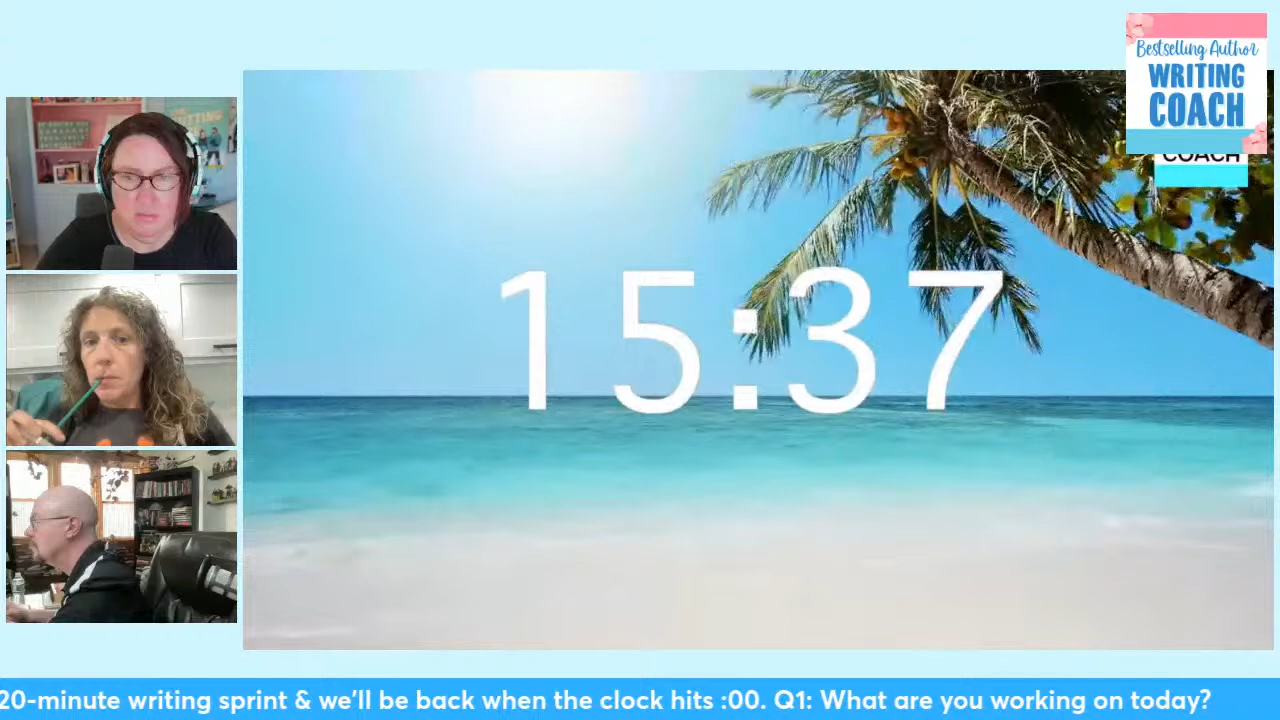 Bestselling Author
WRITING
COACH
COACH
15:37
20-minute writing sprint & we'll be back when the clock hits :00. Q1: What are you working on today?